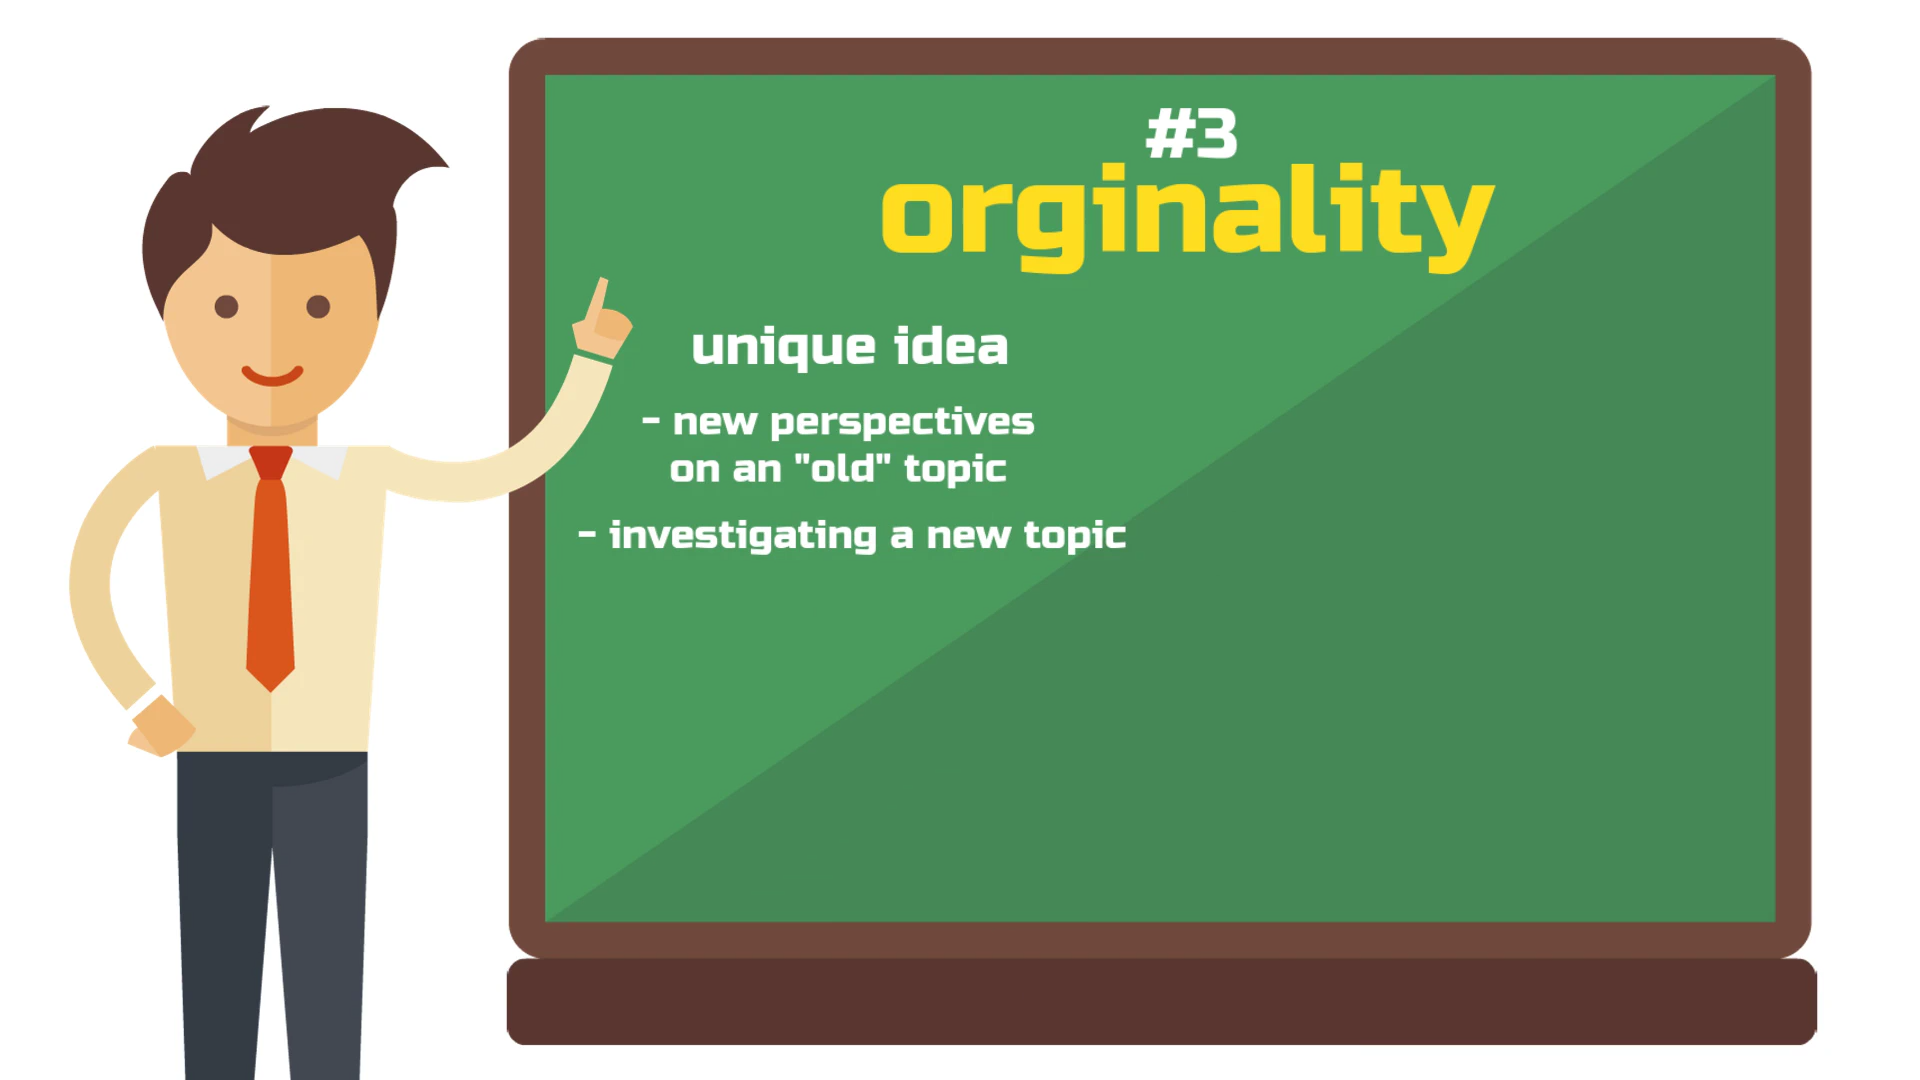 #3
orginality
unique idea
- new perspectives
on an "old" topic
- investigating a new topic